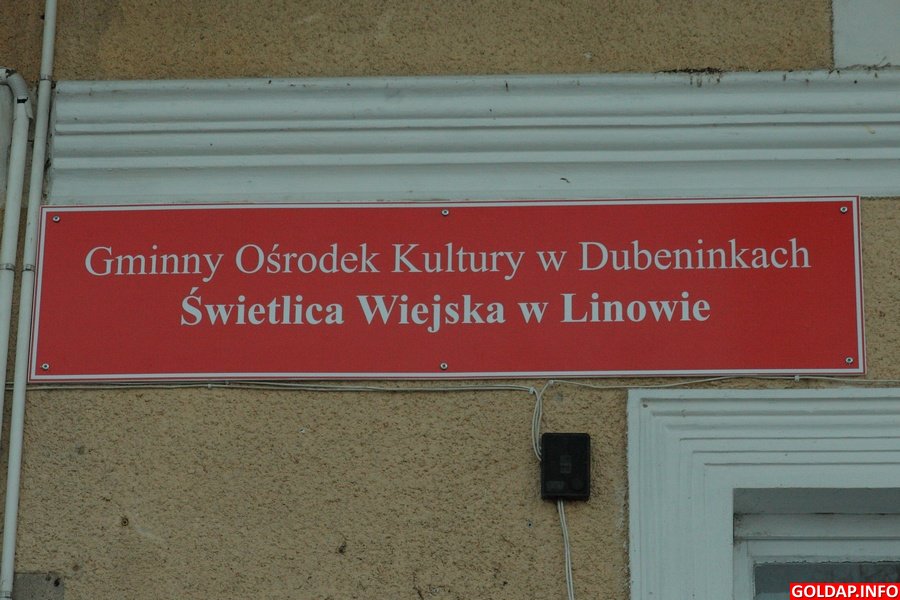 Gminny Ośrodek Kultury w Dubeninkach
Świetlica Wiejska w Linowie
GOLDAP.INFO